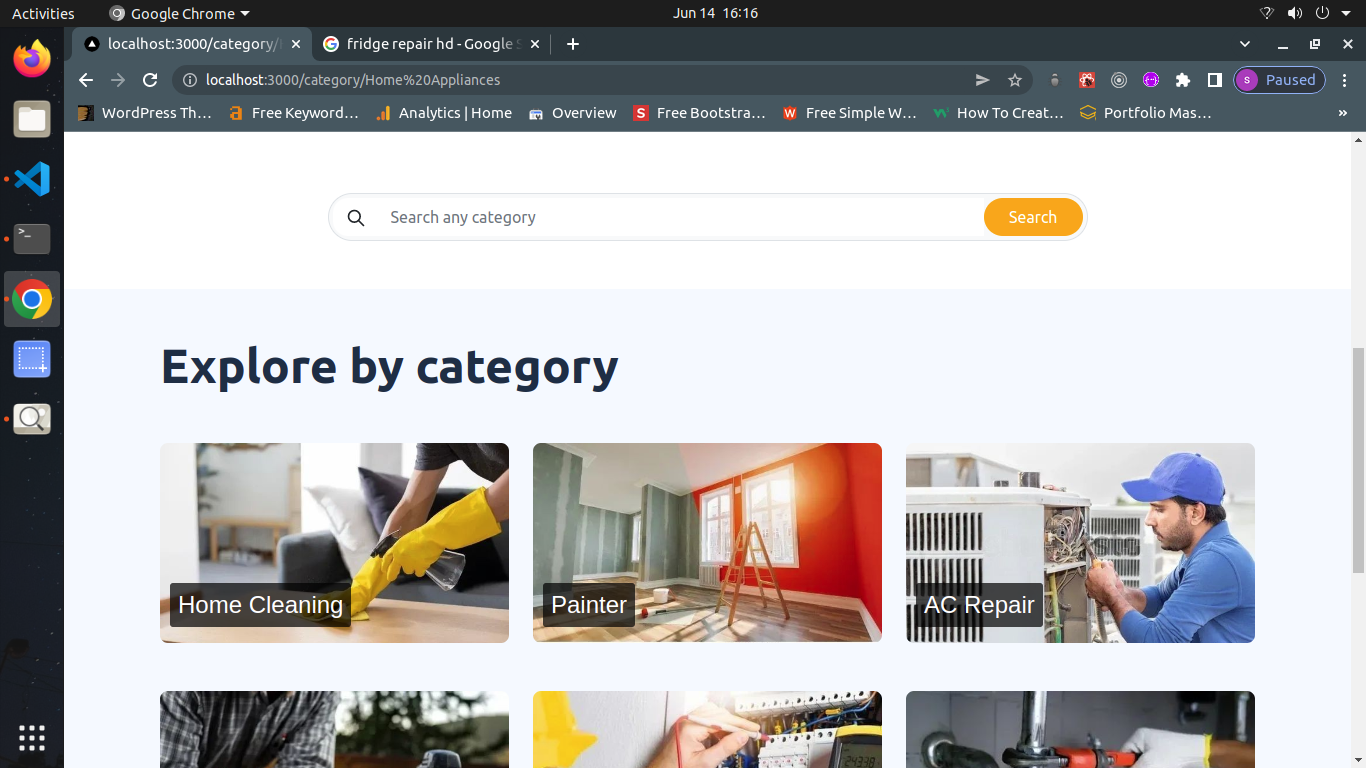 Activities
Google Chrome
Jun 14 16:16
localhost:3000/category/
fridge repair hd - Google S
localhost:3000/category/Home%20Appliances
S
Paused
WordPress Th…
Free Keyword…
Analytics | Home
Overview
S
Free Bootstra…
Free Simple W…
How To Creat…
Portfolio Mas…
»
Search any category
Search
Explore by category
Home Cleaning
Painter
AC Repair